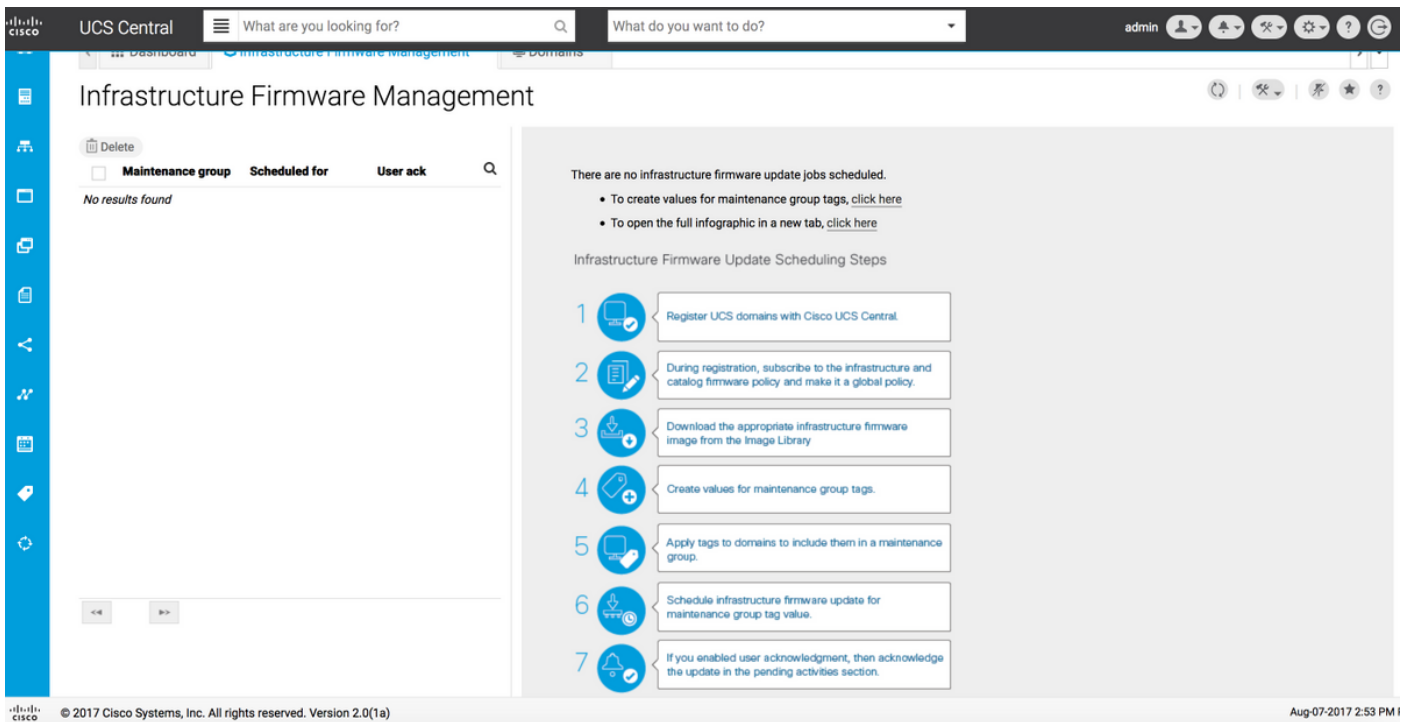 cisco
UCS Central
What are you looking for?
What do you want to do?
admin
Dashboard
Infrastructure Firmware Management
Domains
Infrastructure Firmware Management
Delete
Maintenance group Scheduled for User ack
No results found
There are no infrastructure firmware update jobs scheduled.
• To create values for maintenance group tags, click here
• To open the full infographic in a new tab, click here
Infrastructure Firmware Update Scheduling Steps
1 Register UCS domains with Cisco UCS Central.
2 During registration, subscribe to the infrastructure and
catalog firmware policy and make it a global policy.
3 Download the appropriate infrastructure firmware
image from the Image Library
4 Create values for maintenance group tags.
5 Apply tags to domains to include them in a maintenance
group.
6 Schedule infrastructure firmware update for
maintenance group tag value.
7 If you enabled user acknowledgment, then acknowledge
the update in the pending activities section.
cisco
© 2017 Cisco Systems, Inc. All rights reserved. Version 2.0(1a)
Aug-07-2017 2:53 PM